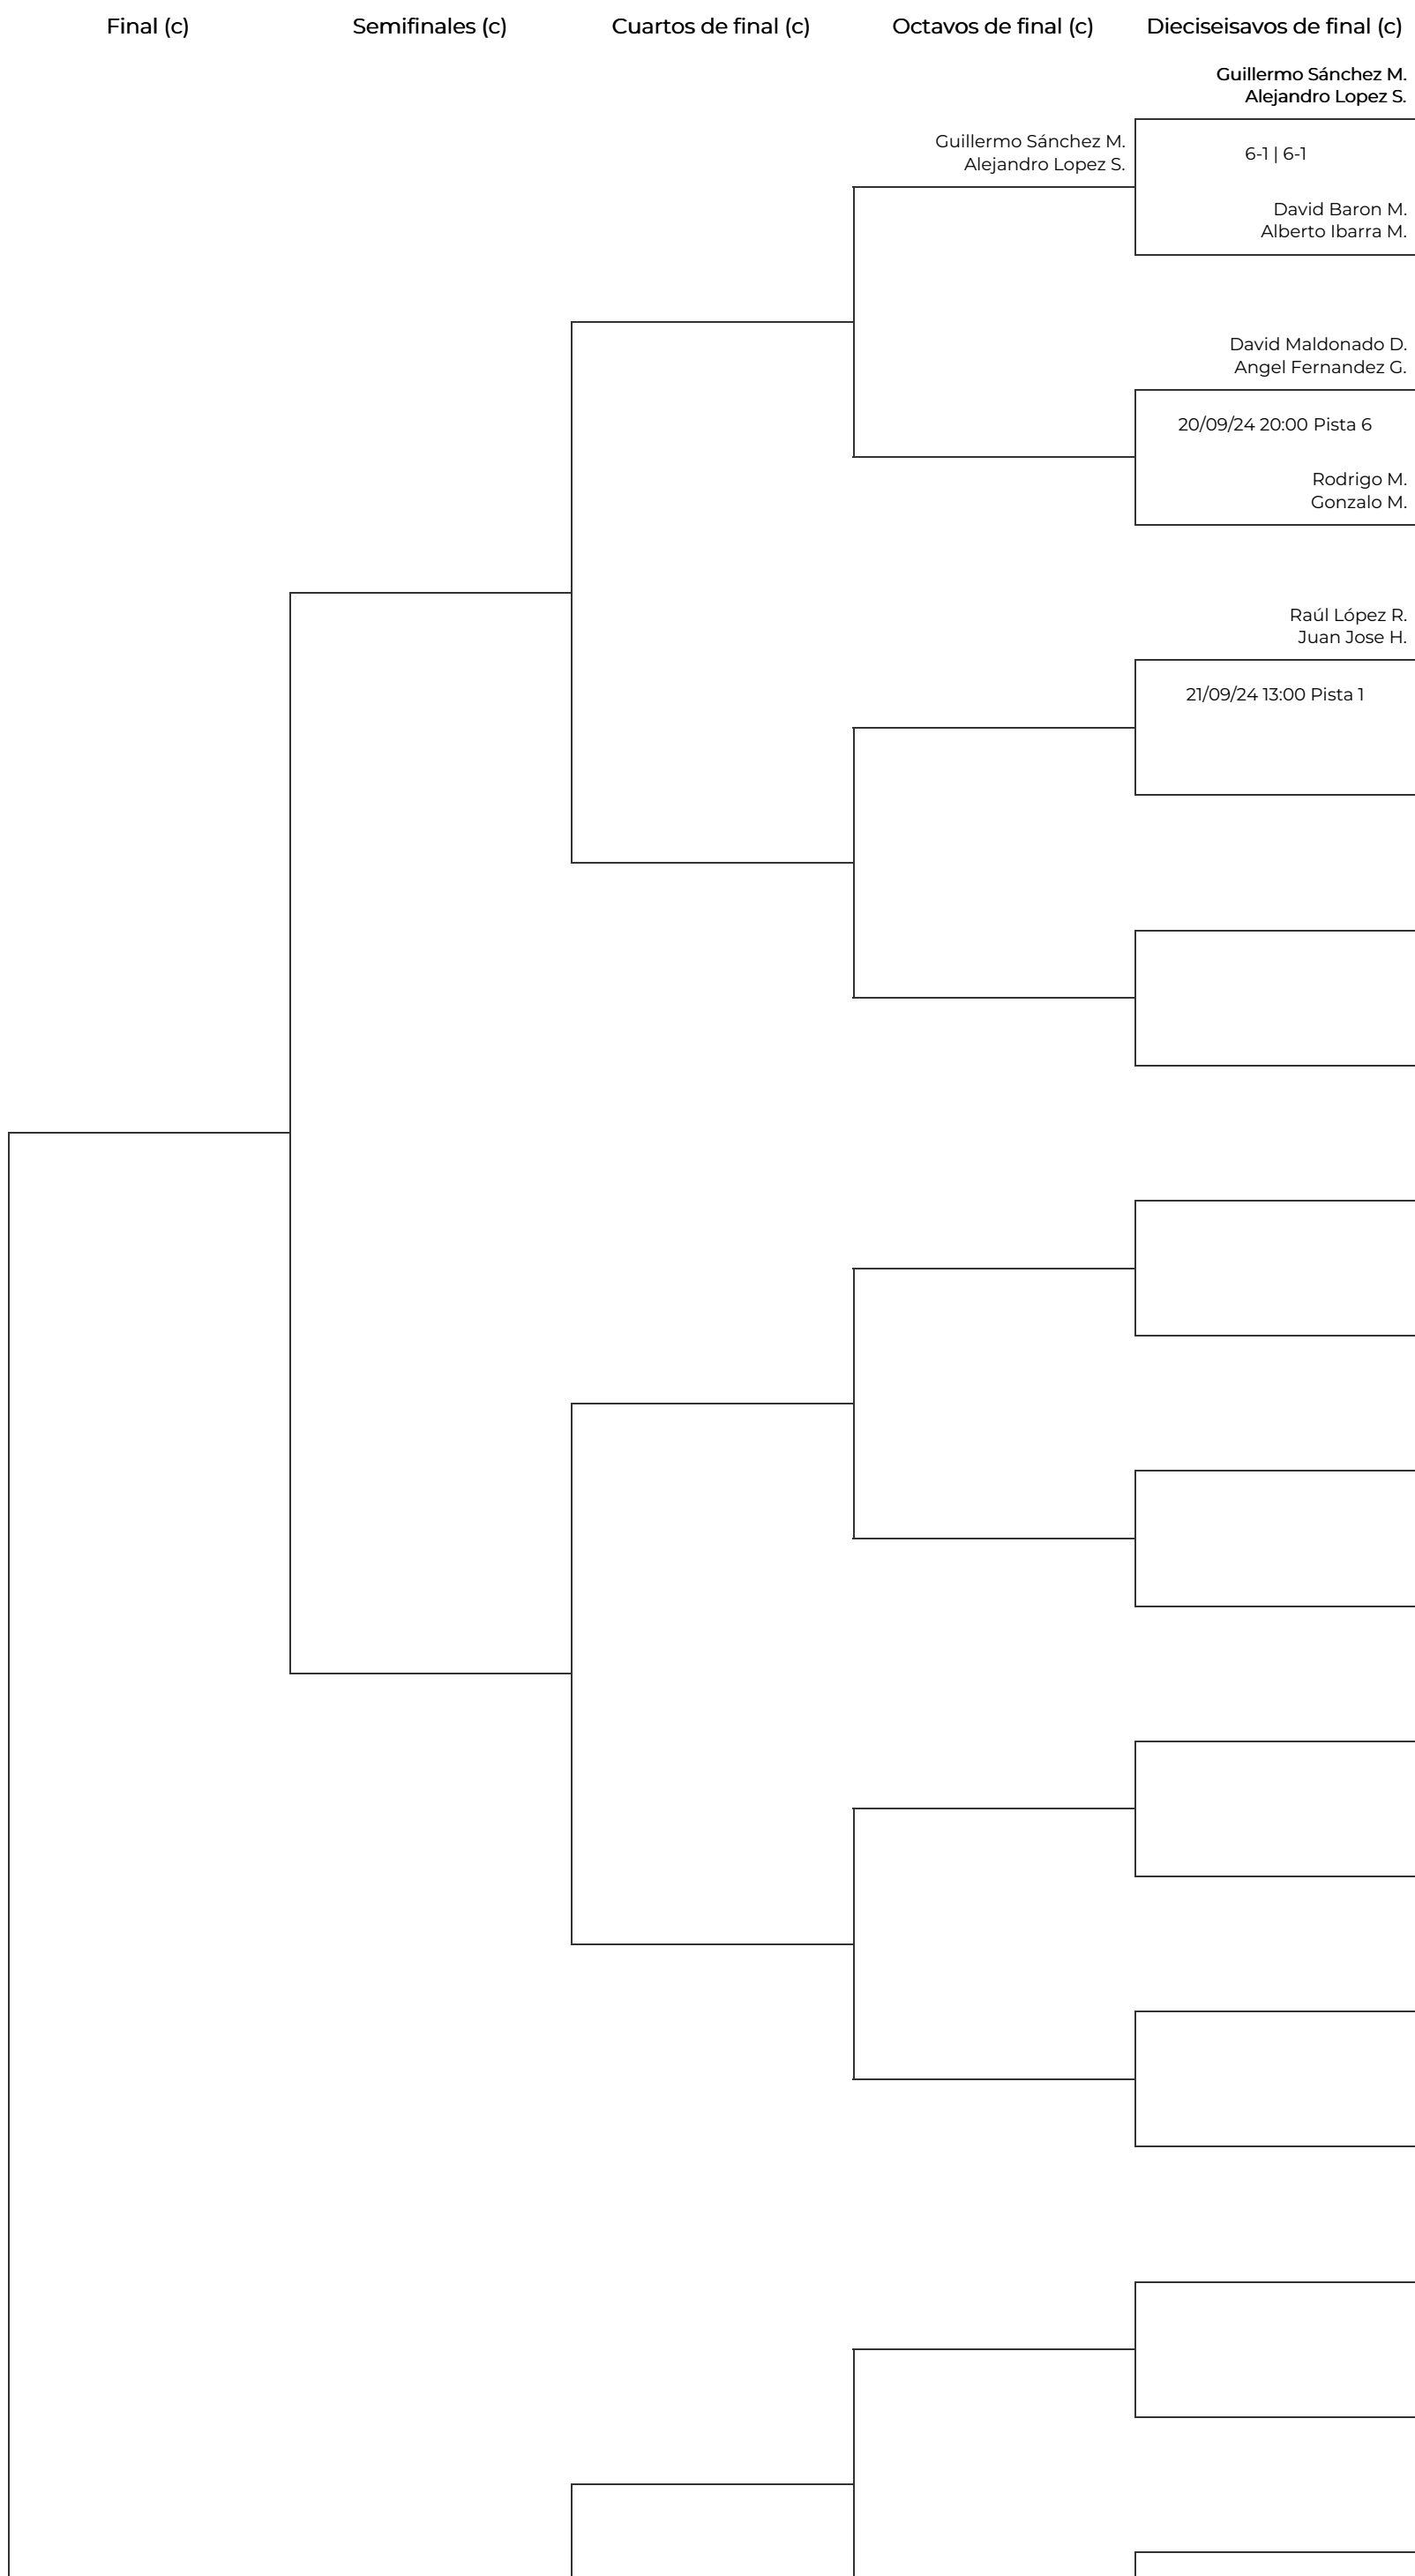 Final (c)
Semifinales (c)
Cuartos de final (c)
Octavos de final (c)
Dieciseisavos de final (c)
Guillermo Sánchez M.
Alejandro Lopez S.
Guillermo Sánchez M.
Alejandro Lopez S.
6-1 | 6-1
David Baron M.
Alberto Ibarra M.
David Maldonado D.
Angel Fernandez G.
20/09/24 20:00 Pista 6
Rodrigo M.
Gonzalo M.
Raúl López R.
Juan Jose H.
21/09/24 13:00 Pista 1